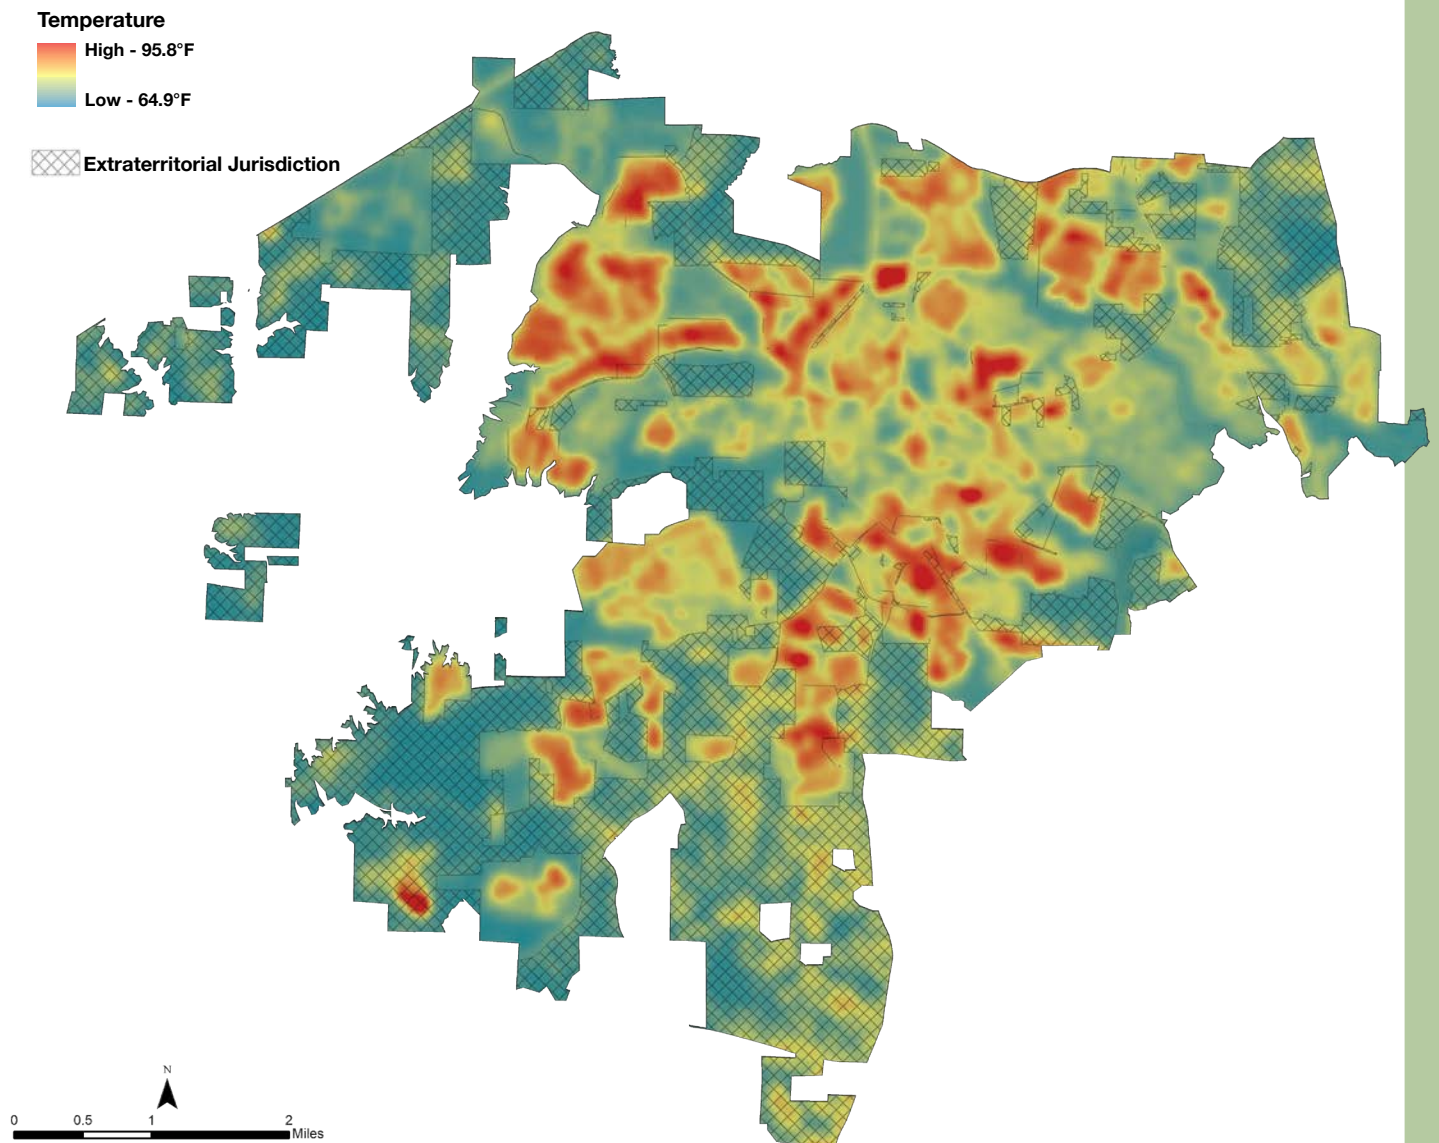 Temperature
High - 95.8°F
Low - 64.9°F
Extraterritorial Jurisdiction
N
0 0.5 1 2
Miles